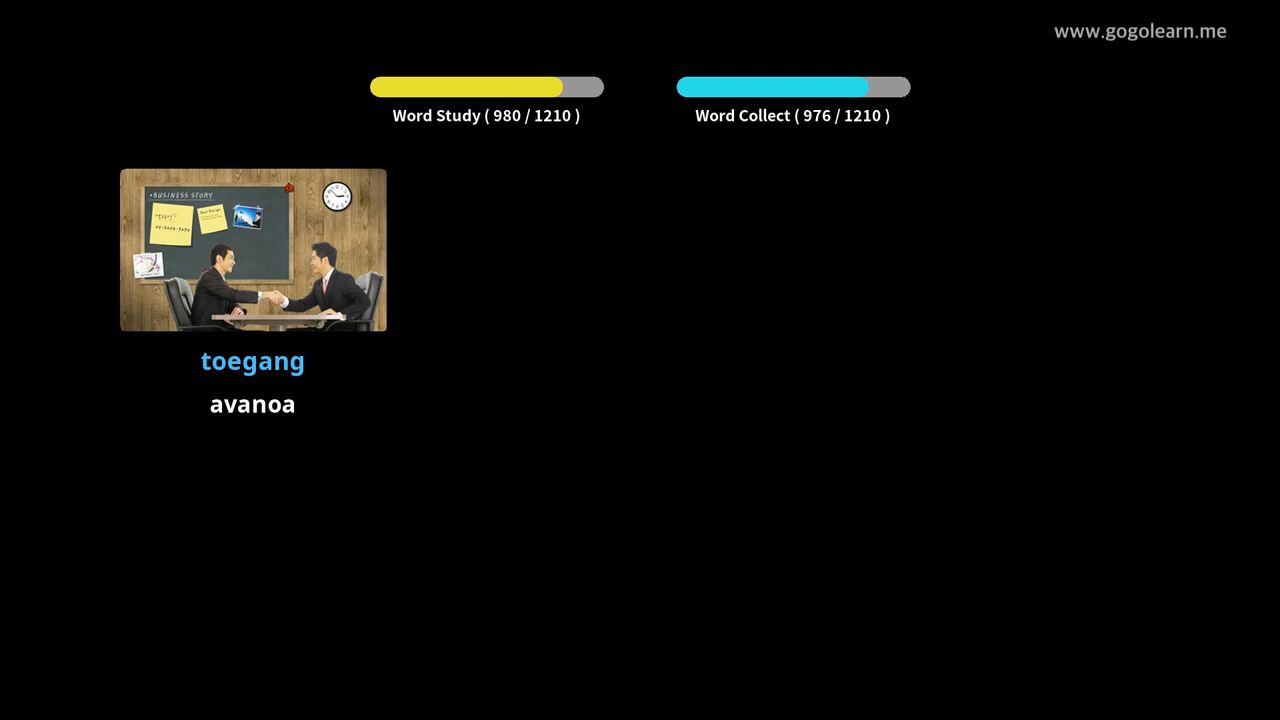 www.gogolearn.me
Word Study ( 980 / 1210 )
Word Collect ( 976 / 1210 )
BUSINESS STORY
toegang
avanoa